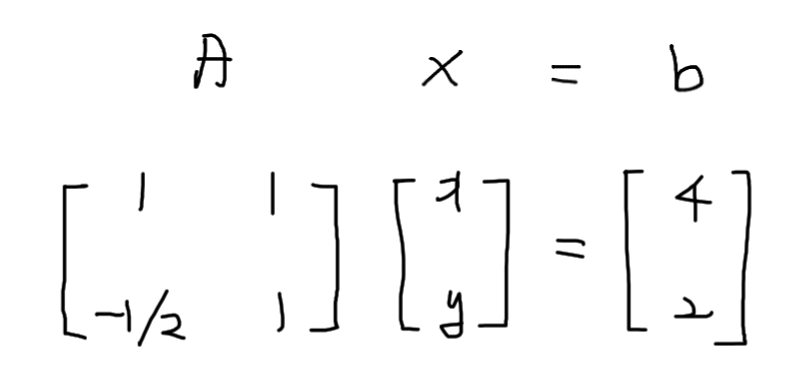 A x = b
[ 1 1 ] [ x ] = [ 4 ]
[ -1/2 1 ] [ y ] [ 2 ]